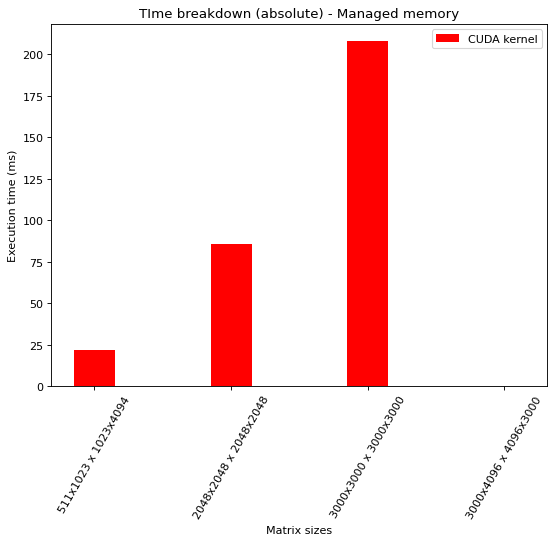 TIme breakdown (absolute) - Managed memory
CUDA kernel
Execution time (ms)
200
175
150
125
100
75
50
25
0
511x1023 x 1023x4094
2048x2048 x 2048x2048
3000x3000 x 3000x3000
3000x4096 x 4096x3000
Matrix sizes